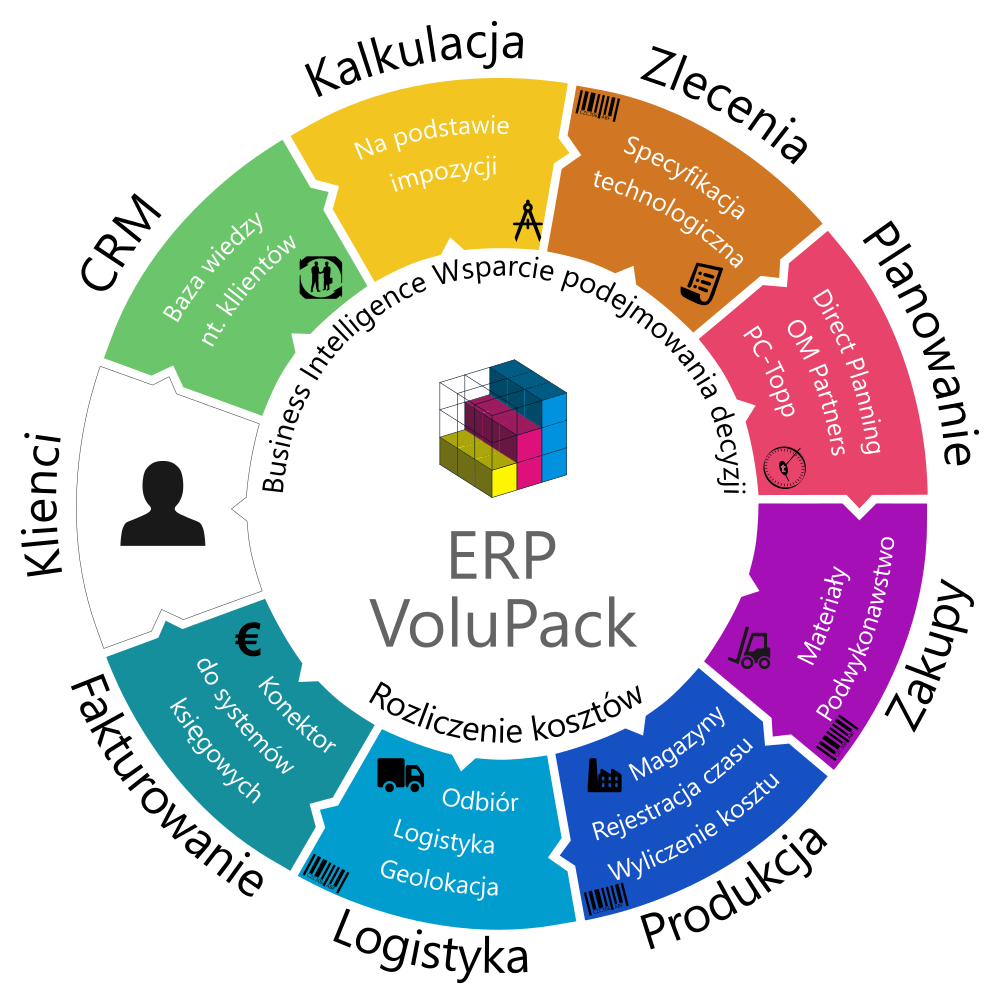 Klienci
CRM
Baza wiedzy
nt. kllientów
Kalkulacja
Na podstawie
impozycji
Zlecenia
Specyfikacja
technologiczna
Planowanie
Direct Planning
OM Partners
PC-Topp
Zakupy
Materiały
Podwykonawstwo
Produkcja
Magazyny
Rejestracja czasu
Wyliczenie kosztu
Logistyka
Odbiór
Logistyka
Geolokacja
Fakturowanie
€
Konektor
do systemów
księgowych
Business Intelligence Wsparcie podejmowania decyzji
ERP
VoluPack
Rozliczenie kosztów